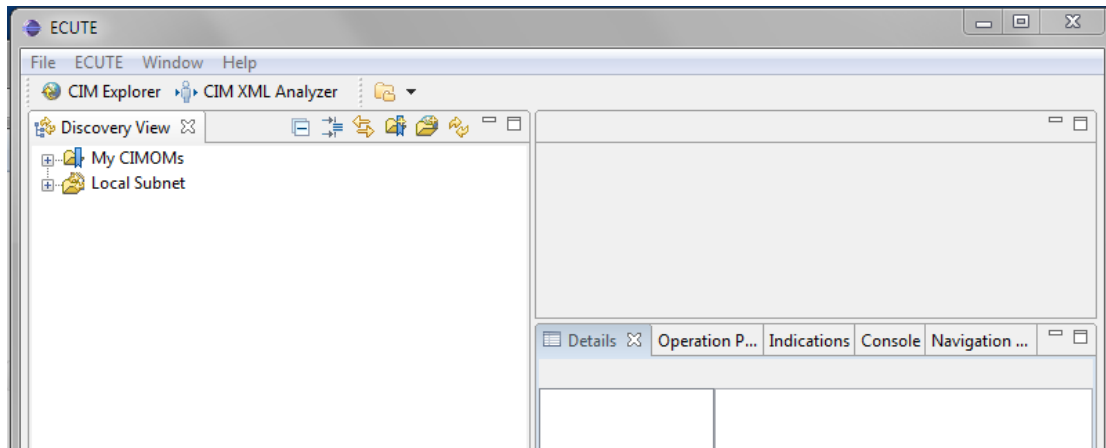 ECUTE
File ECUTE Window Help
CIM Explorer CIM XML Analyzer
Discovery View
My CIMOMs
Local Subnet
Details Operation P... Indications Console Navigation ...